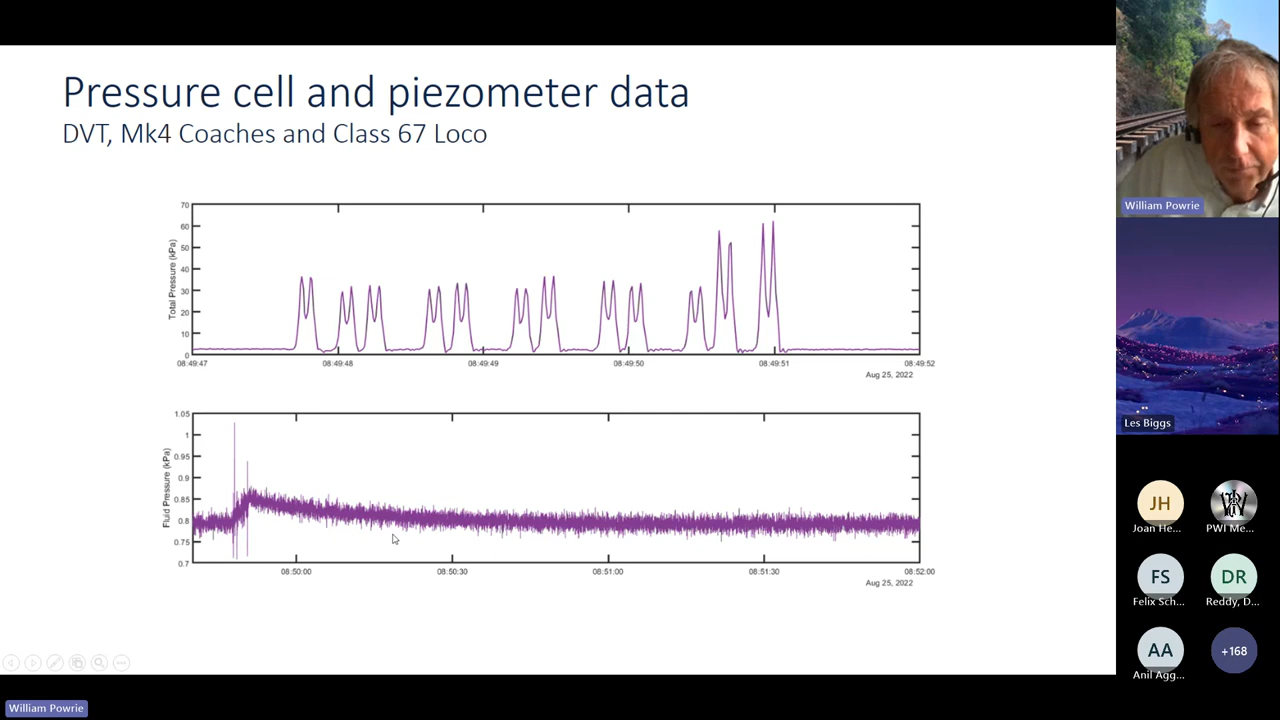 Pressure cell and piezometer data
DVT, Mk4 Coaches and Class 67 Loco
70
60
50
40
30
20
10
0
Total Pressure (kPa)
08:49:47
08:49:48
08:49:49
08:49:50
08:49:51
08:49:52
Aug 25, 2022
1.05
1
0.95
0.9
0.85
0.8
0.75
0.7
Fluid Pressure (kPa)
08:50:00
08:50:30
08:51:00
08:51:30
08:52:00
Aug 25, 2022
William Powrie
William Powrie
Les Biggs
JH
Joan He...
PWI Me...
FS
Felix Sch...
DR
Reddy, D...
AA
Anil Agg...
+168